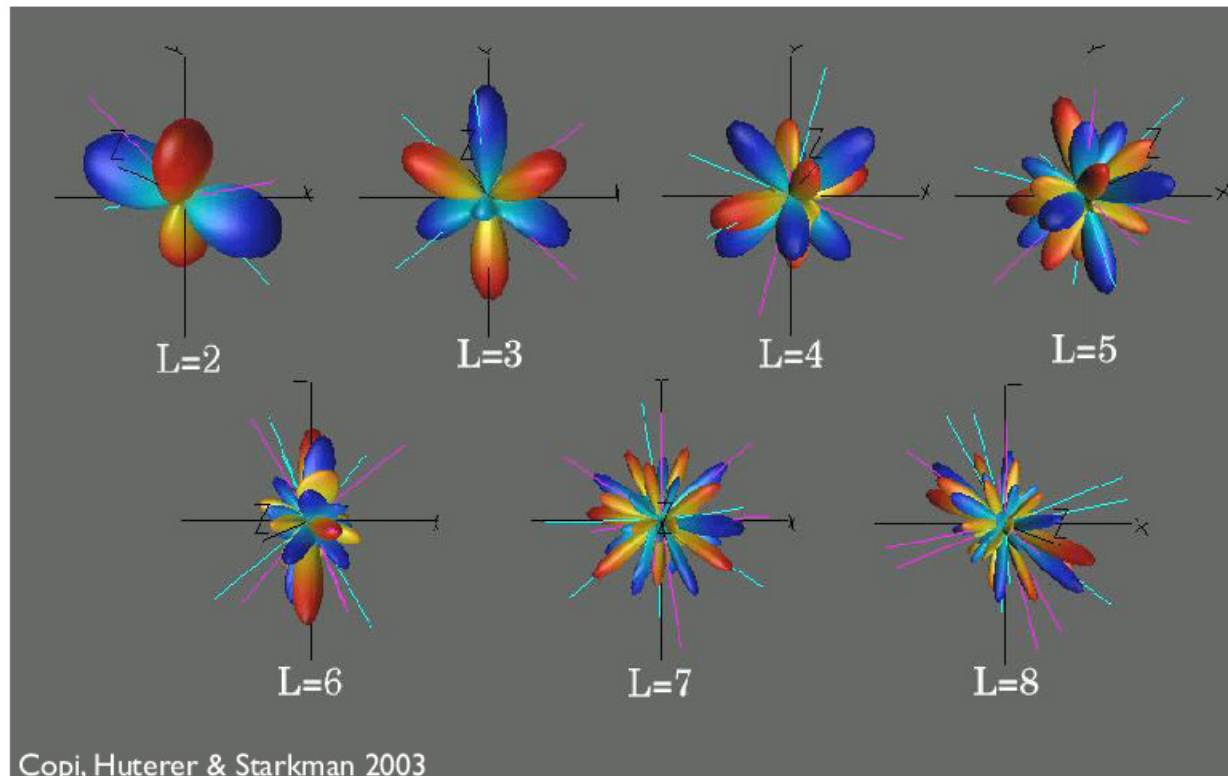 Y
Z
X
L=2
Y
Z
L=3
Y
Z
X
L=4
Y
Z
X
L=5
Z
L=6
Z
L=7
Z
X
L=8
Copi, Huterer & Starkman 2003